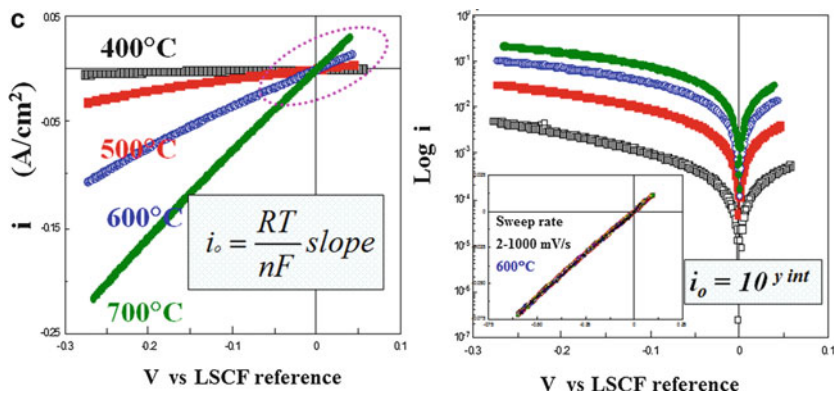 c
0.05
400°C
-0.05
500°C
600°C
-0.15
i₀ = RT/nF slope
700°C
-0.25
-0.3 -0.2 -0.1 0 0.1
V vs LSCF reference
i (A/cm²)
10⁰
10⁻¹
10⁻²
10⁻³
10⁻⁴
10⁻⁵
10⁻⁶
10⁻⁷
Log i
Sweep rate
2-1000 mV/s
600°C
i₀ = 10^y int
-0.3 -0.2 -0.1 0 0.1
V vs LSCF reference